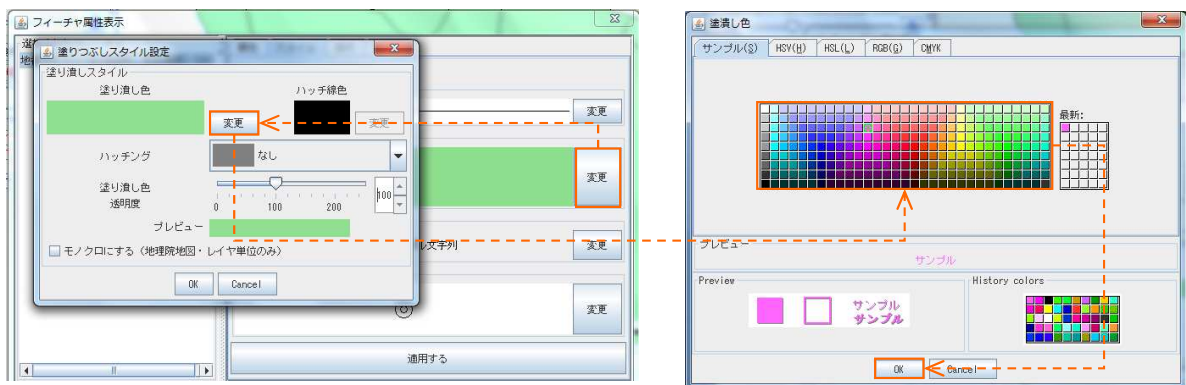 フィーチャ属性表示
塗りつぶしスタイル設定
塗り潰しスタイル
塗り潰し色
ハッチ線色
変更
変更
ハッチング
なし
塗り潰し色
透明度
0 100 200
100
プレビュー
モノクロにする（地理院地図・レイヤ単位のみ）
OK Cancel
変更
変更
ル文字列
変更
変更
適用する
塗潰し色
サンプル(S) HSV(H) HSL(L) RGB(G) CMYK
最新:
プレビュー
サンプル
Preview
サンプル
サンプル
History colors
OK Cancel